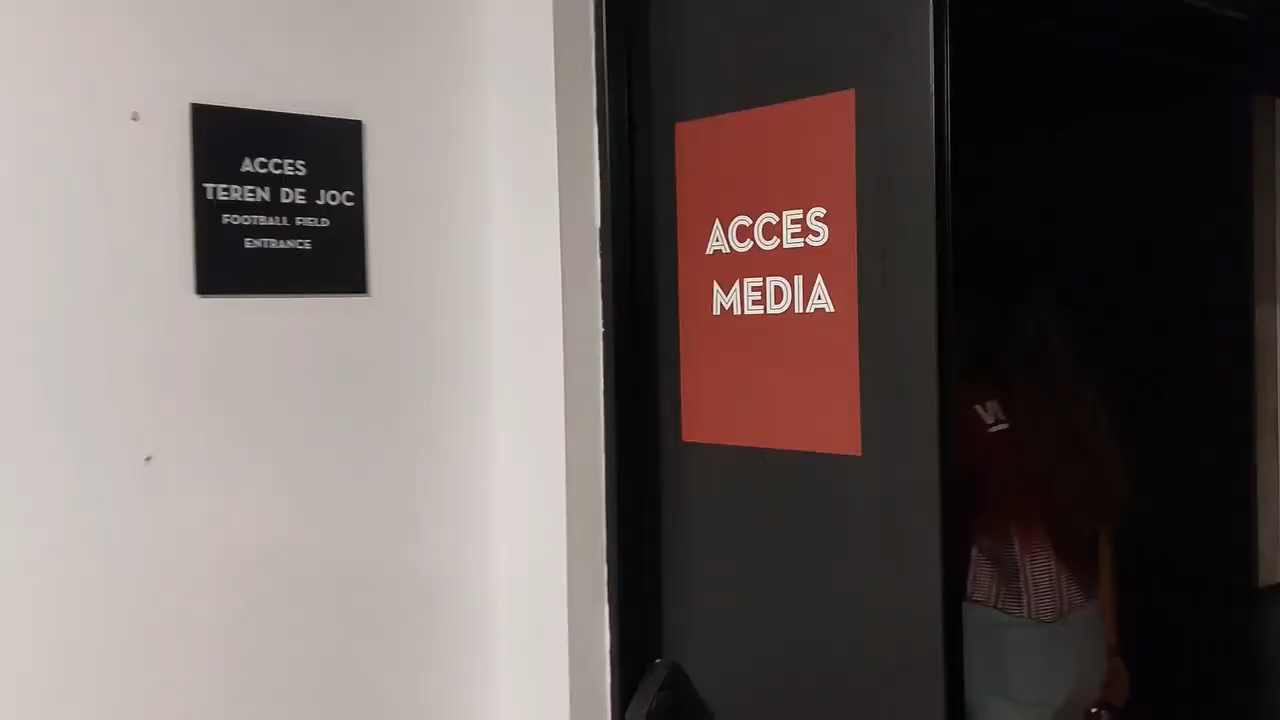 ACCES
TEREN DE JOC
FOOTBALL FIELD
ENTRANCE
ACCES
MEDIA